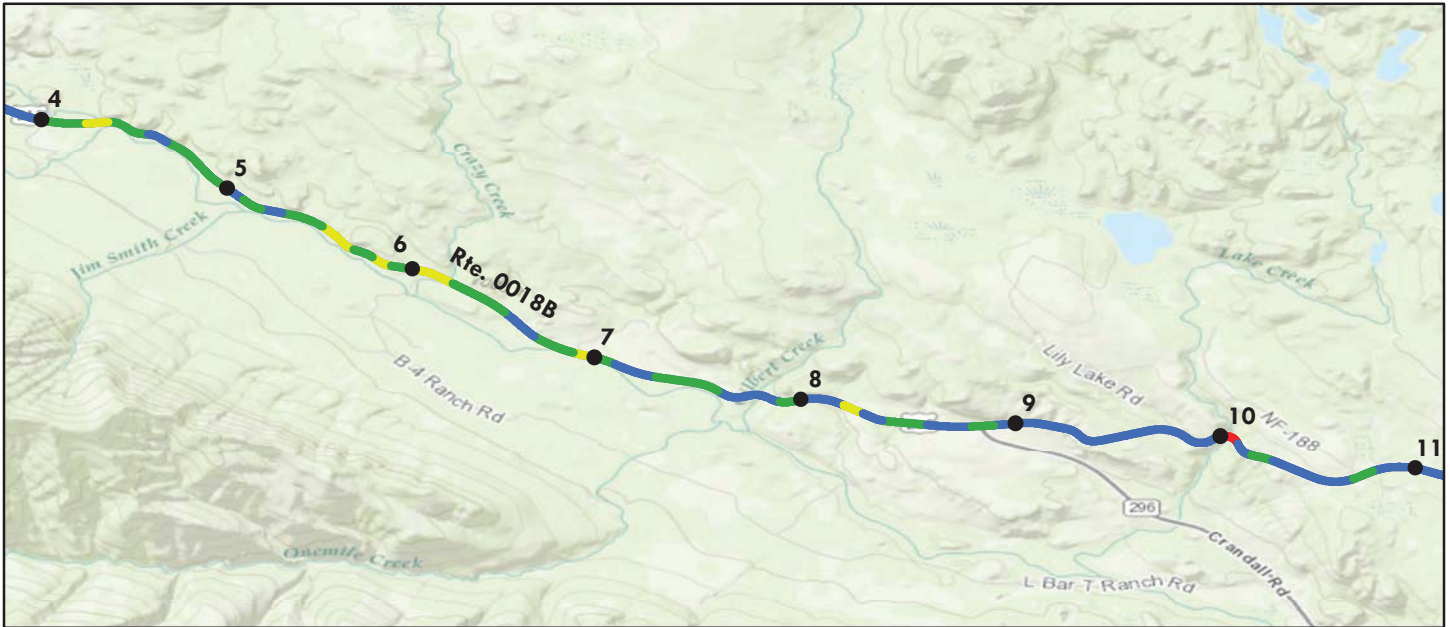 4
5
Crazy Creek
Jim Smith Creek
6
Rte. 0018B
7
B-4 Ranch Rd
8
Lake Creek
Lily Lake Rd
9
10
NF-188
11
296
Crandall Rd
Onemile Creek
L Bar T Ranch Rd